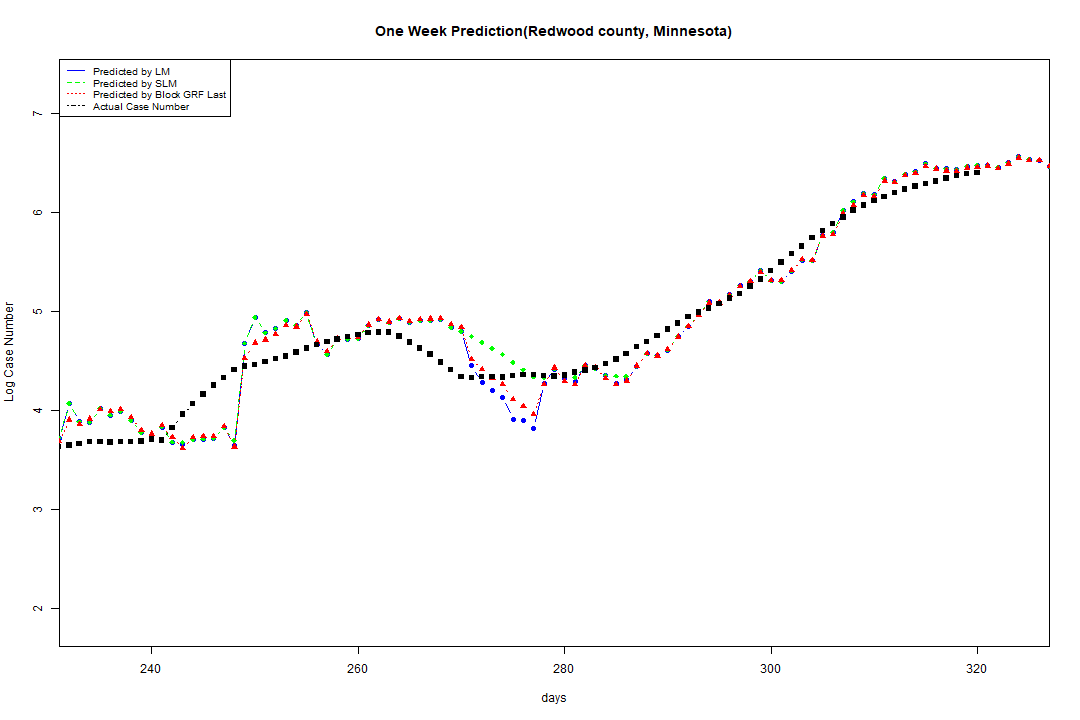 One Week Prediction(Redwood county, Minnesota)
Predicted by LM
Predicted by SLM
Predicted by Block GRF Last
Actual Case Number
7
6
5
4
3
2
Log Case Number
240 260 280 300 320
days